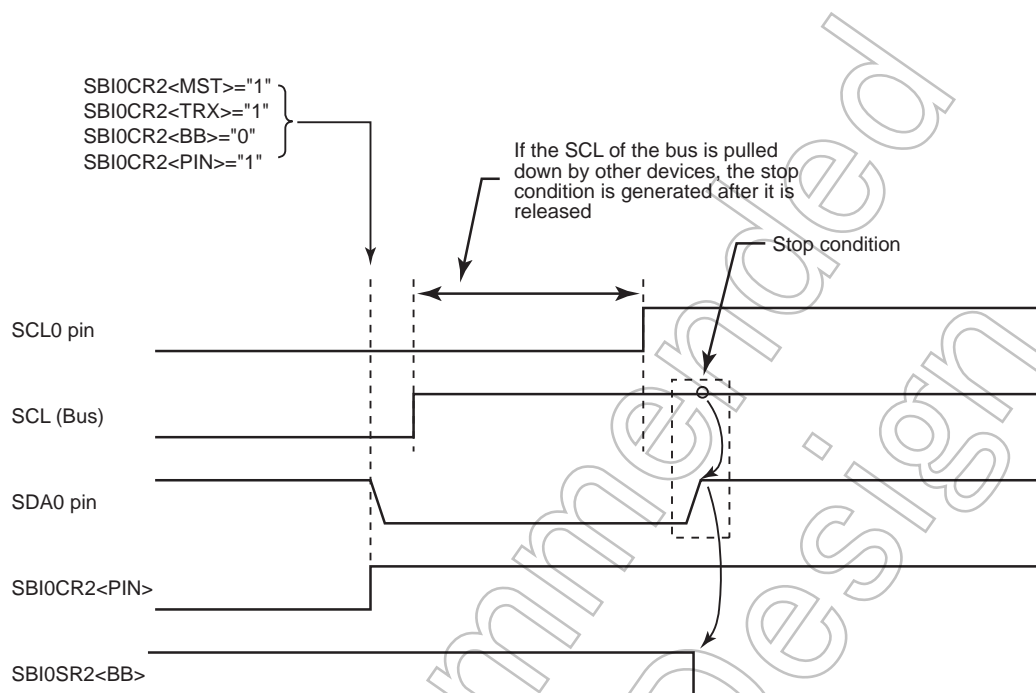 SBI0CR2<MST>="1"
SBI0CR2<TRX>="1"
SBI0CR2<BB>="0"
SBI0CR2<PIN>="1"
If the SCL of the bus is pulled
down by other devices, the stop
condition is generated after it is
released
Stop condition
SCL0 pin
SCL (Bus)
SDA0 pin
SBI0CR2<PIN>
SBI0SR2<BB>
mmended
Design